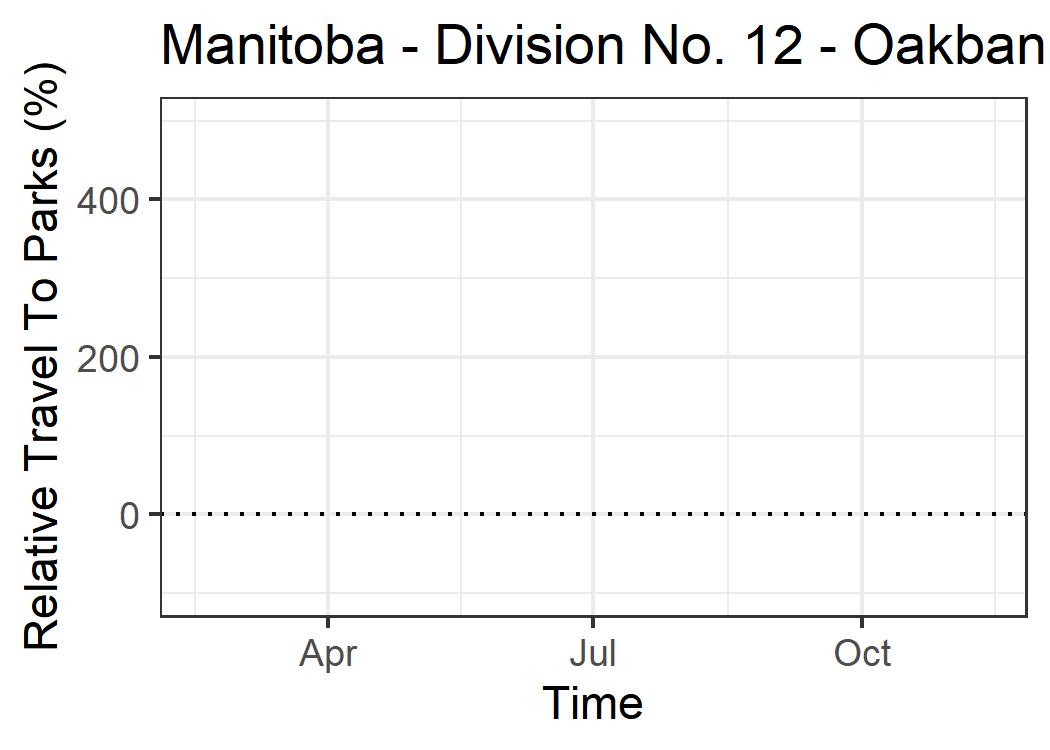 Manitoba - Division No. 12 - Oakban
Relative Travel To Parks (%)
400
200
0
Apr Jul Oct
Time